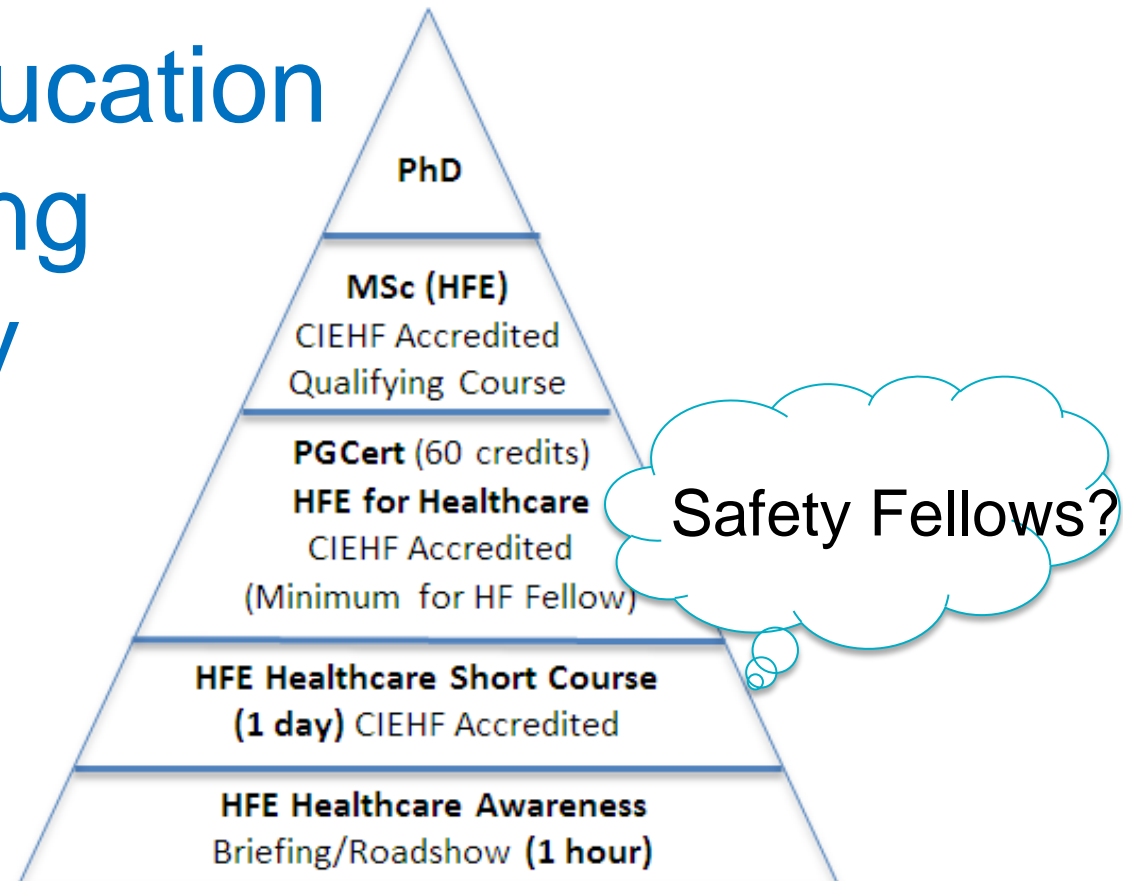 ucation
ng
y
PhD
MSc (HFE)
CIEHF Accredited
Qualifying Course
PGCert (60 credits)
HFE for Healthcare
CIEHF Accredited
(Minimum for HF Fellow)
Safety Fellows?
HFE Healthcare Short Course
(1 day) CIEHF Accredited
HFE Healthcare Awareness
Briefing/Roadshow (1 hour)